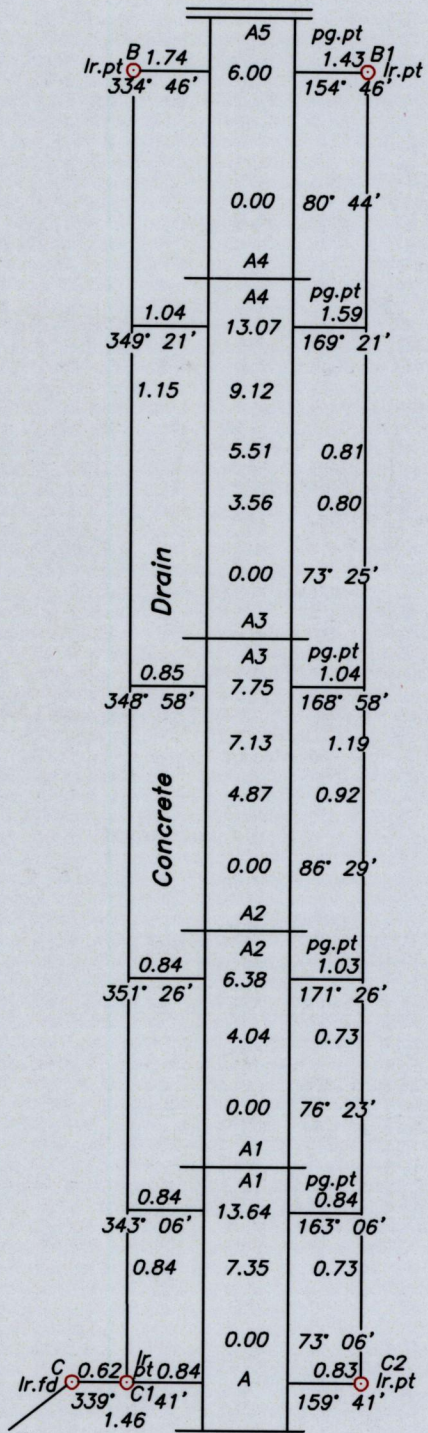 A5 pg.pt
B 1.74 6.00 1.43 B1
Ir.pt 334° 46' 154° 46' Ir.pt
0.00 80° 44'
A4
A4 pg.pt
1.04 13.07 1.59
349° 21' 169° 21'
1.15 9.12
5.51 0.81
3.56 0.80
Drain
0.00 73° 25'
A3
A3 pg.pt
0.85 7.75 1.04
348° 58' 168° 58'
7.13 1.19
4.87 0.92
Concrete
0.00 86° 29'
A2
A2 pg.pt
0.84 6.38 1.03
351° 26' 171° 26'
4.04 0.73
0.00 76° 23'
A1
A1 pg.pt
0.84 13.64 0.84
343° 06' 163° 06'
0.84 7.35 0.73
0.00 73° 06'
C 0.62 Ir pt 0.84 A 0.83 C2
Ir.fd 339° C1 41' 159° 41' Ir.pt
1.46